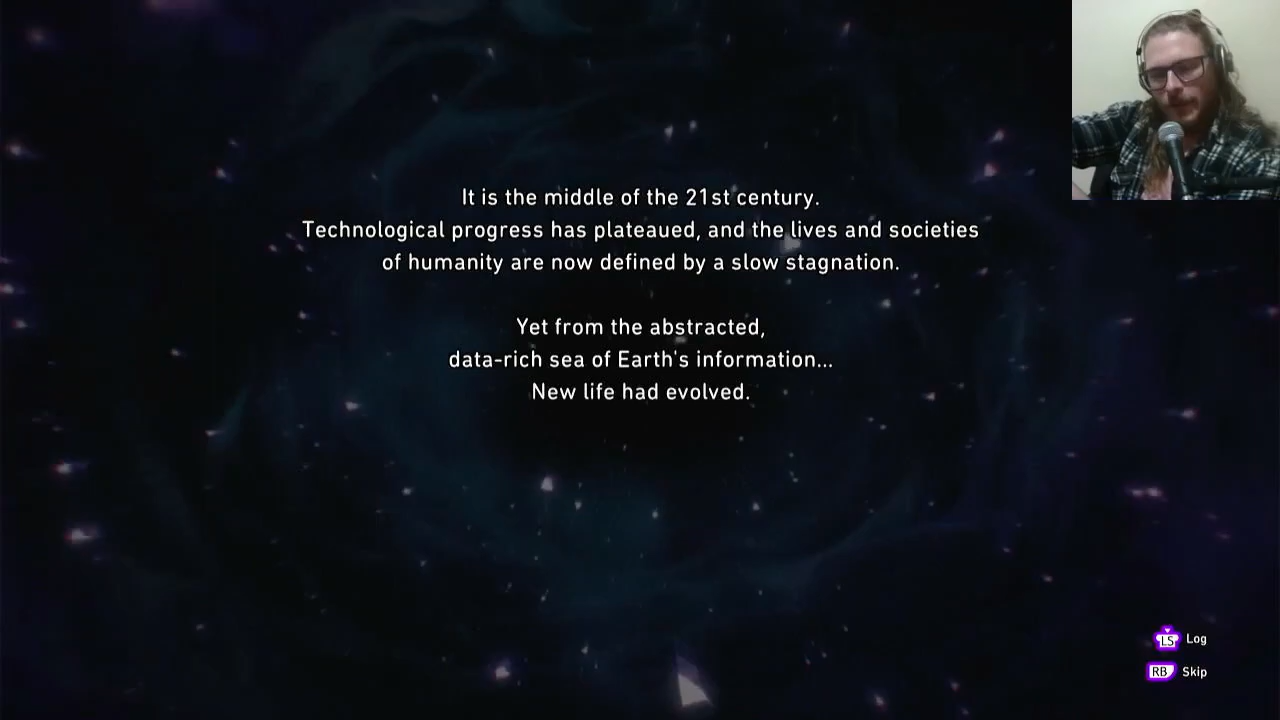 It is the middle of the 21st century.
Technological progress has plateaued, and the lives and societies
of humanity are now defined by a slow stagnation.
Yet from the abstracted,
data-rich sea of Earth's information...
New life had evolved.
LS Log
RB Skip